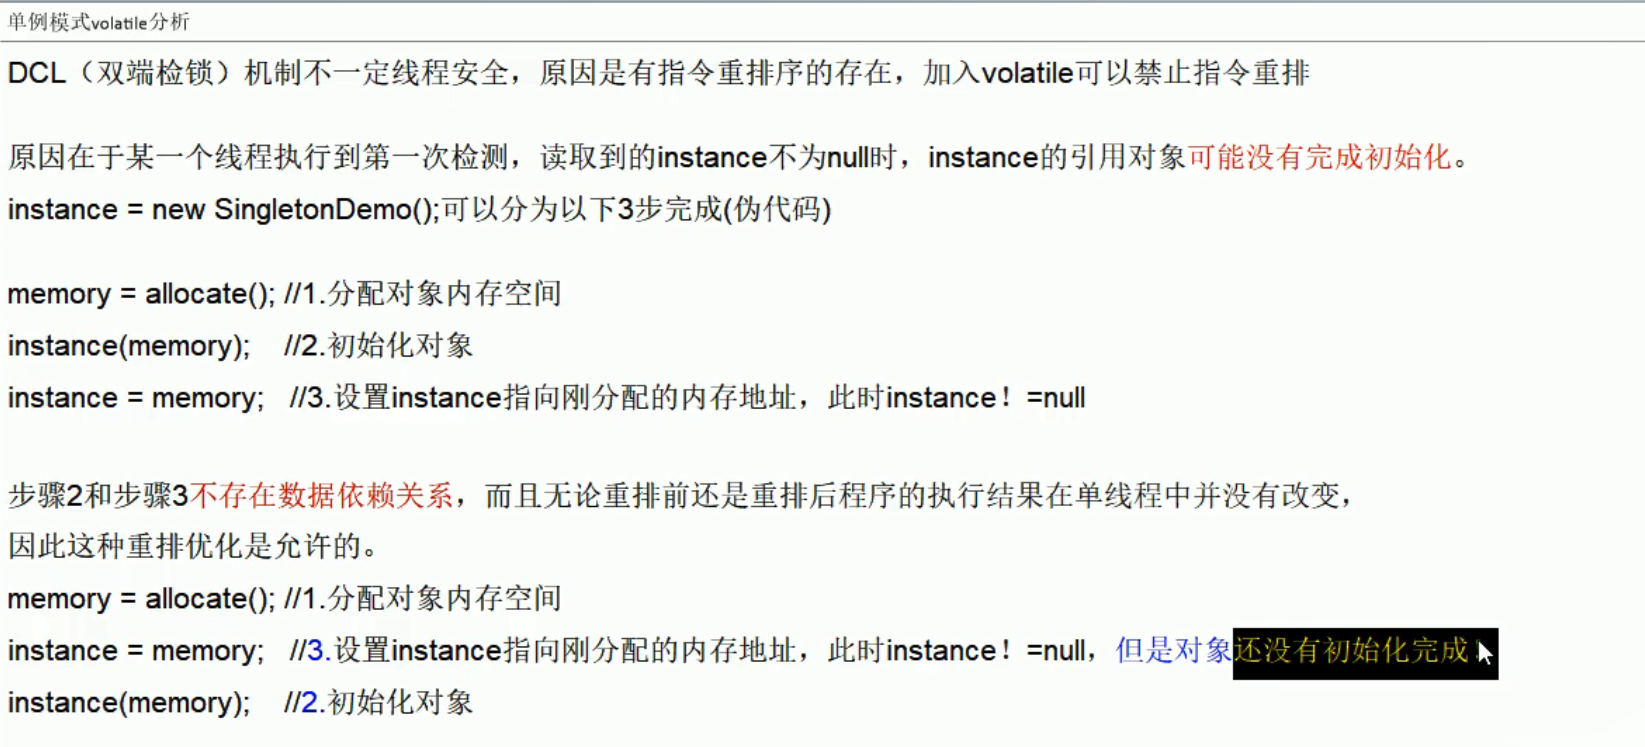 单例模式volatile分析
DCL（双端检锁）机制不一定线程安全，原因是有指令重排序的存在，加入volatile可以禁止指令重排
原因在于某一个线程执行到第一次检测，读取到的instance不为null时，instance的引用对象可能没有完成初始化。
instance = new SingletonDemo();可以分为以下3步完成(伪代码)
memory = allocate(); //1.分配对象内存空间
instance(memory); //2.初始化对象
instance = memory; //3.设置instance指向刚分配的内存地址，此时instance！=null
步骤2和步骤3不存在数据依赖关系，而且无论重排前还是重排后程序的执行结果在单线程中并没有改变，
因此这种重排优化是允许的。
memory = allocate(); //1.分配对象内存空间
instance = memory; //3.设置instance指向刚分配的内存地址，此时instance！=null，但是对象还没有初始化完成！
instance(memory); //2.初始化对象